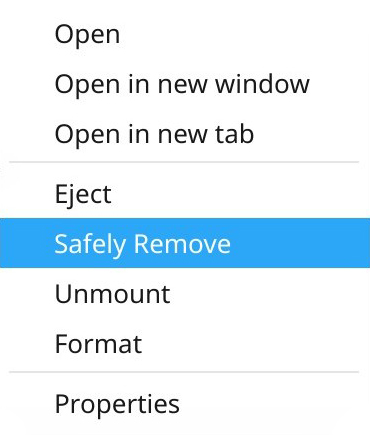 Open
Open in new window
Open in new tab
Eject
Safely Remove
Unmount
Format
Properties